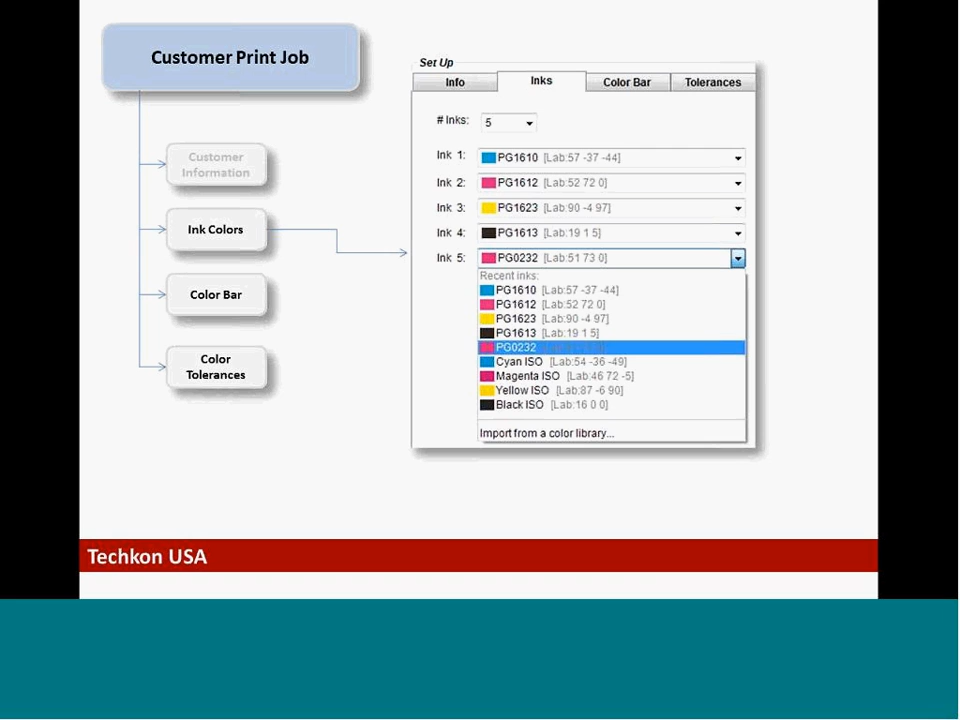 Customer Print Job
Customer
Information
Ink Colors
Color Bar
Color
Tolerances
Set Up
Info Inks Color Bar Tolerances
# Inks: 5
Ink 1: PG1610 [Lab:57 -37 -44]
Ink 2: PG1612 [Lab:52 72 0]
Ink 3: PG1623 [Lab:90 -4 97]
Ink 4: PG1613 [Lab:19 1 5]
Ink 5: PG0232 [Lab:51 73 0]
Recent inks:
PG1610 [Lab:57 -37 -44]
PG1612 [Lab:52 72 0]
PG1623 [Lab:90 -4 97]
PG1613 [Lab:19 1 5]
PG0232
Cyan ISO [Lab:54 -36 -49]
Magenta ISO [Lab:46 72 -5]
Yellow ISO [Lab:87 -6 90]
Black ISO [Lab:16 0 0]
Import from a color library...
Techkon USA